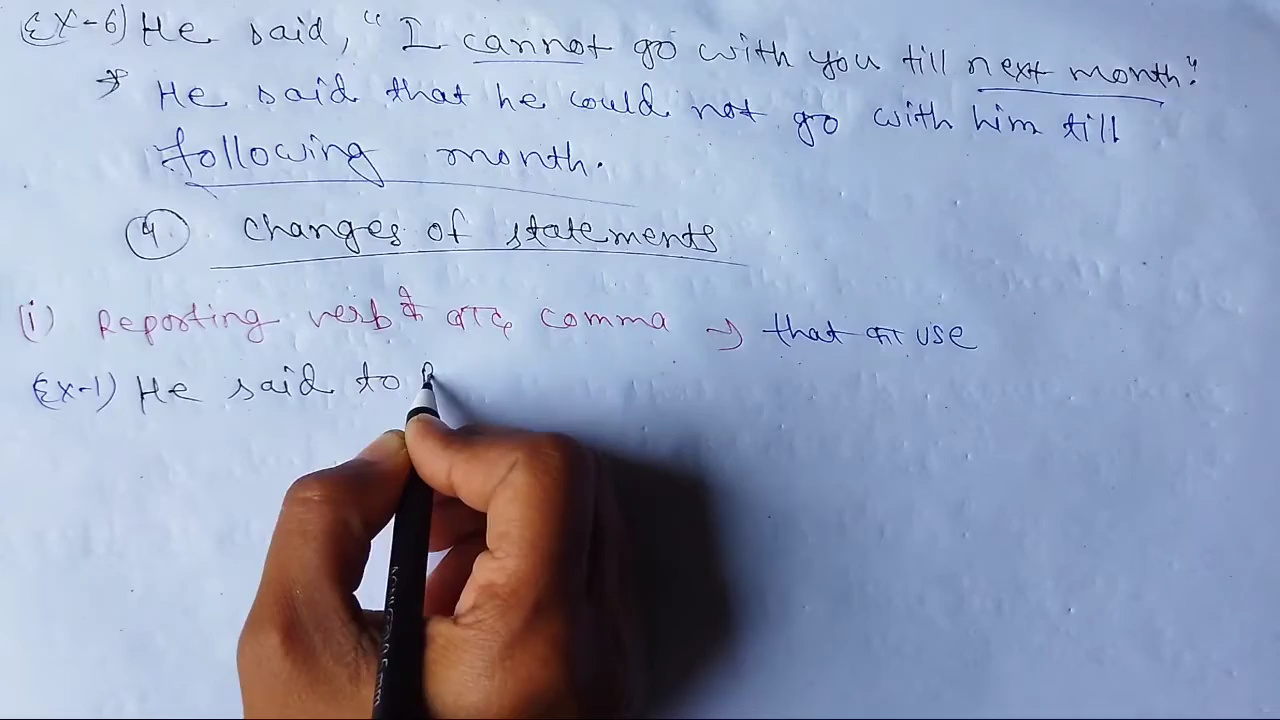 Ex-6) He said, "I cannot go with you till next month."
* He said that he could not go with him till
following month.
4. changes of statements
(i) Reporting verb के बाद comma → that का use
Ex-1) He said to